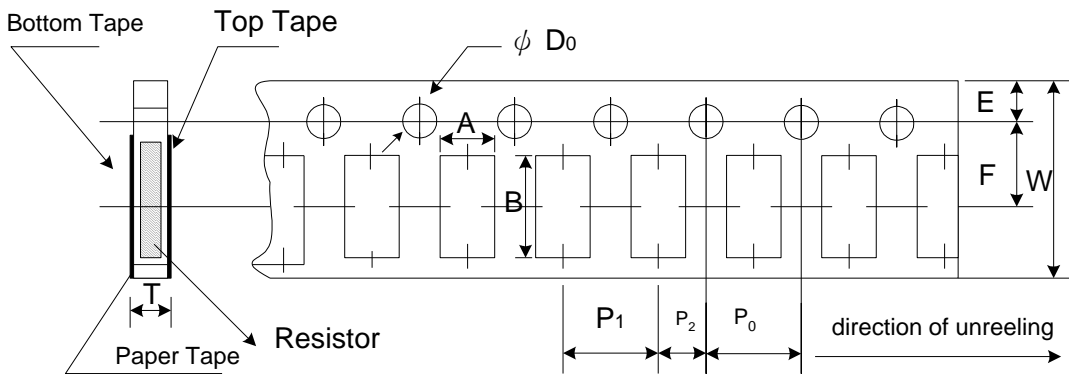 Bottom Tape
Top Tape
ψ D0
E
A
F
W
B
T
P1
P2
P0
direction of unreeling
Resistor
Paper Tape